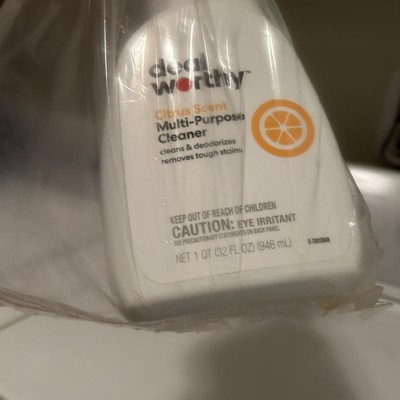 deal
worthy™
Citrus Scent
Multi-Purpose
Cleaner
cleans & deodorizes
removes tough stains
KEEP OUT OF REACH OF CHILDREN
CAUTION: EYE IRRITANT
SEE PRECAUTIONARY STATEMENTS ON BACK PANEL
NET 1 QT (32 FL OZ) (946 mL)